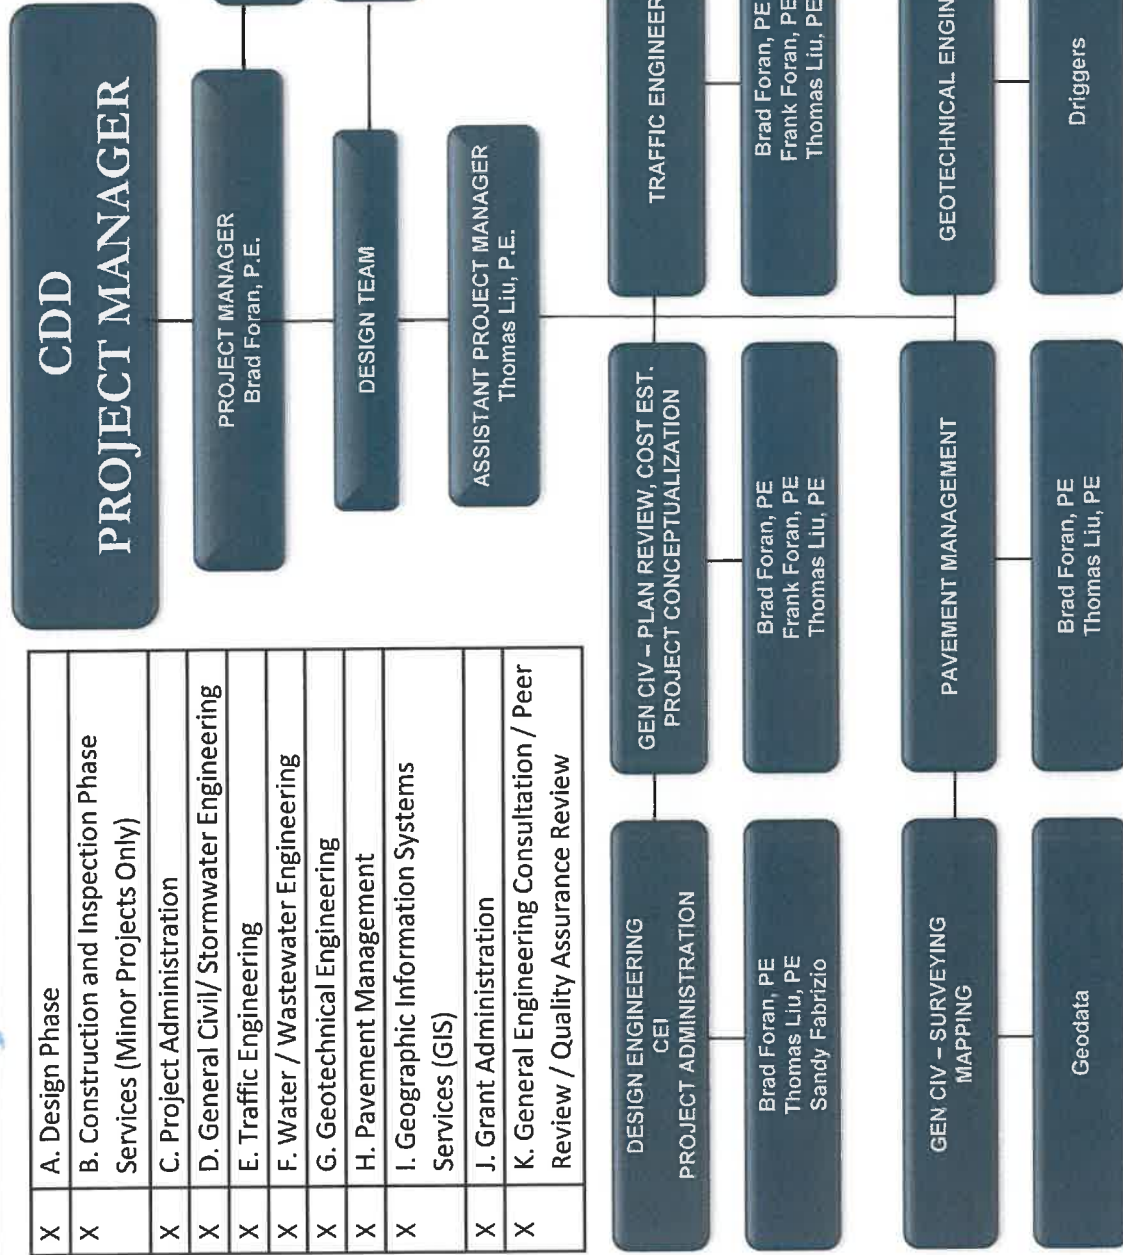 CDD
PROJECT MANAGER
PROJECT MANAGER
Brad Foran, P.E.
DESIGN TEAM
ASSISTANT PROJECT MANAGER
Thomas Liu, P.E.
X A. Design Phase
X B. Construction and Inspection Phase
Services (Minor Projects Only)
X C. Project Administration
X D. General Civil/ Stormwater Engineering
X E. Traffic Engineering
X F. Water / Wastewater Engineering
X G. Geotechnical Engineering
X H. Pavement Management
X I. Geographic Information Systems
Services (GIS)
X J. Grant Administration
X K. General Engineering Consultation / Peer
Review / Quality Assurance Review
DESIGN ENGINEERING
CEI
PROJECT ADMINISTRATION
Brad Foran, PE
Thomas Liu, PE
Sandy Fabrizio
GEN CIV – PLAN REVIEW, COST EST.
PROJECT CONCEPTUALIZATION
Brad Foran, PE
Frank Foran, PE
Thomas Liu, PE
TRAFFIC ENGINEER
Brad Foran, PE
Frank Foran, PE
Thomas Liu, PE
GEN CIV – SURVEYING
MAPPING
Geodata
PAVEMENT MANAGEMENT
Brad Foran, PE
Thomas Liu, PE
GEOTECHNICAL ENGIN
Driggers